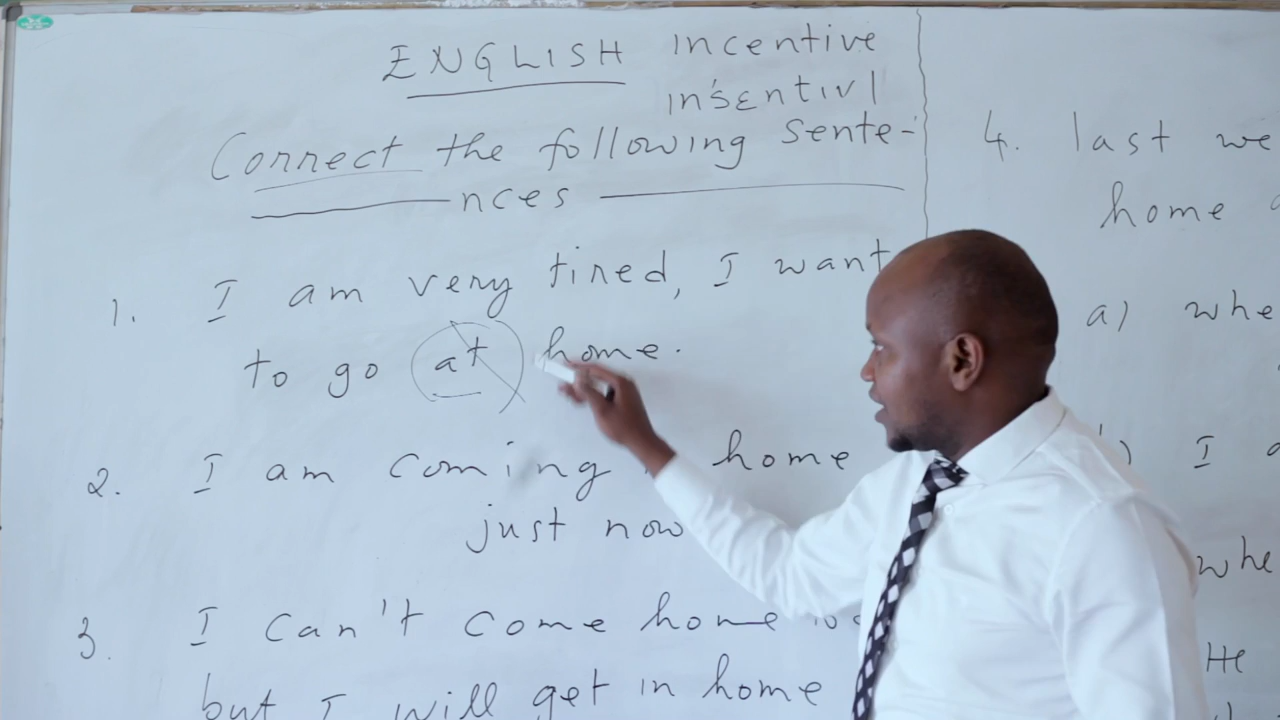 ENGLISH incentive
in'sɛntɪv|
Correct the following sente-
nces
1. I am very tired, I want
to go at home.
2. I am coming home
just now
3. I can't come home
but I will get in home
4. last we
home
a) whe
I
whe
He